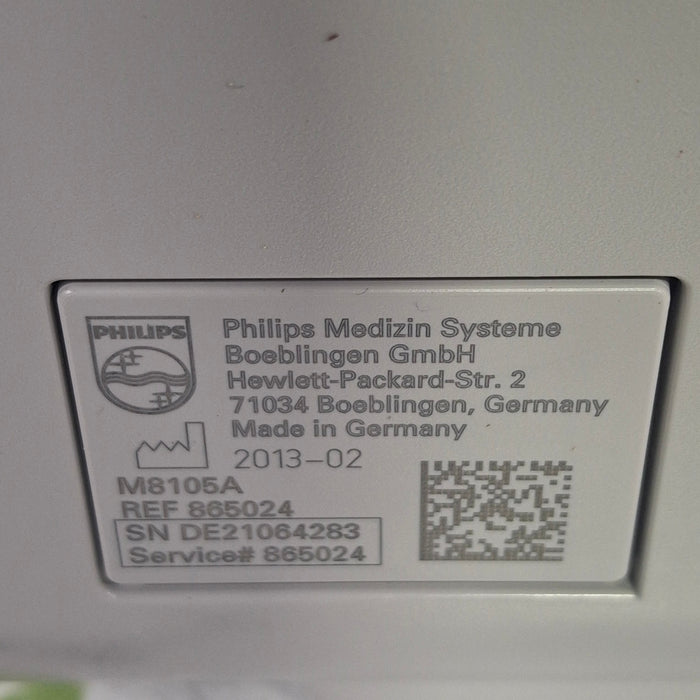 PHILIPS
Philips Medizin Systeme
Boeblingen GmbH
Hewlett-Packard-Str. 2
71034 Boeblingen, Germany
Made in Germany
2013-02
M8105A
REF 865024
SN DE21064283
Service# 865024